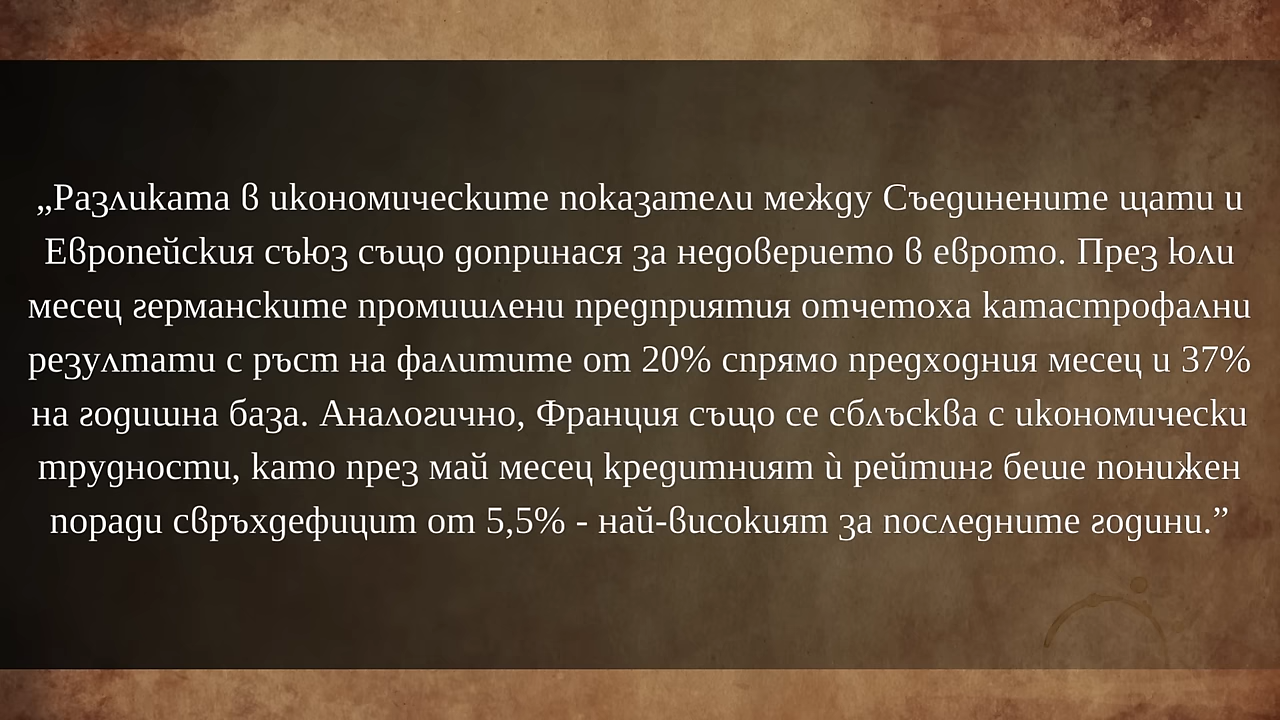 „Разликата в икономическите показатели между Съединените щати и
Европейския съюз също допринася за недоверието в еврото. През юли
месец германските промишлени предприятия отчетоха катастрофални
резултати с ръст на фалитите от 20% спрямо предходния месец и 37%
на годишна база. Аналогично, Франция също се сблъсква с икономически
трудности, като през май месец кредитният ѝ рейтинг беше понижен
поради свръхдефицит от 5,5% - най-високият за последните години.”